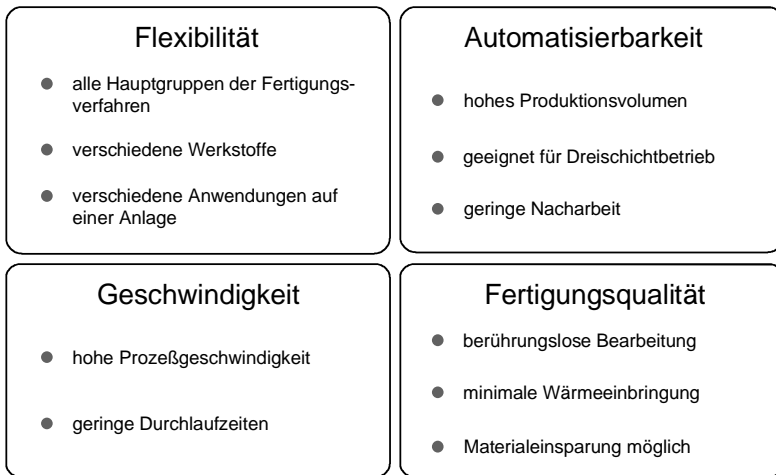 Flexibilität
alle Hauptgruppen der Fertigungs-
verfahren
verschiedene Werkstoffe
verschiedene Anwendungen auf
einer Anlage
Automatisierbarkeit
hohes Produktionsvolumen
geeignet für Dreischichtbetrieb
geringe Nacharbeit
Geschwindigkeit
hohe Prozeßgeschwindigkeit
geringe Durchlaufzeiten
Fertigungsqualität
berührungslose Bearbeitung
minimale Wärmeeinbringung
Materialeinsparung möglich